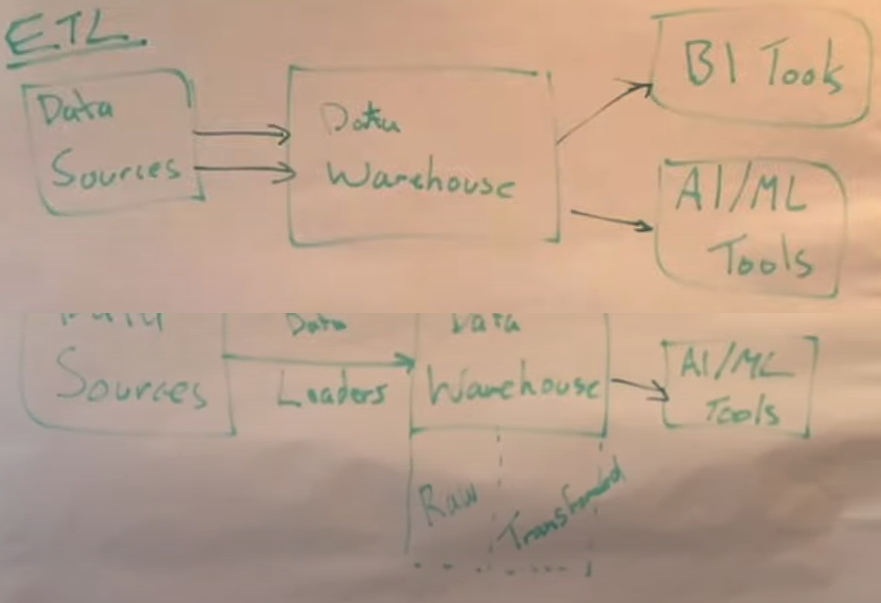 ETL
Data
Sources
Data
Warehouse
BI Tools
AI/ML
Tools
Data
Sources
Data
Loaders
Data
Warehouse
AI/ML
Tools
Raw
Transformed